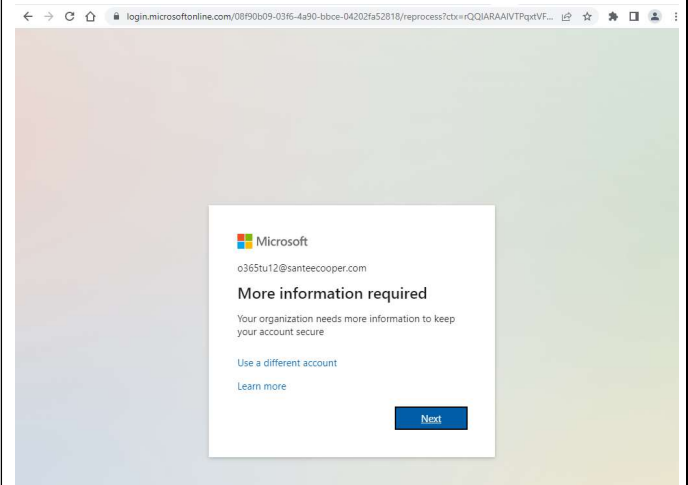 login.microsoftonline.com/08f90b09-03f6-4a90-bbce-04202fa52818/reprocess?ctx=rQQIARAAIVTPqxtVF...
Microsoft
o365tu12@santeecooper.com
More information required
Your organization needs more information to keep
your account secure
Use a different account
Learn more
Next